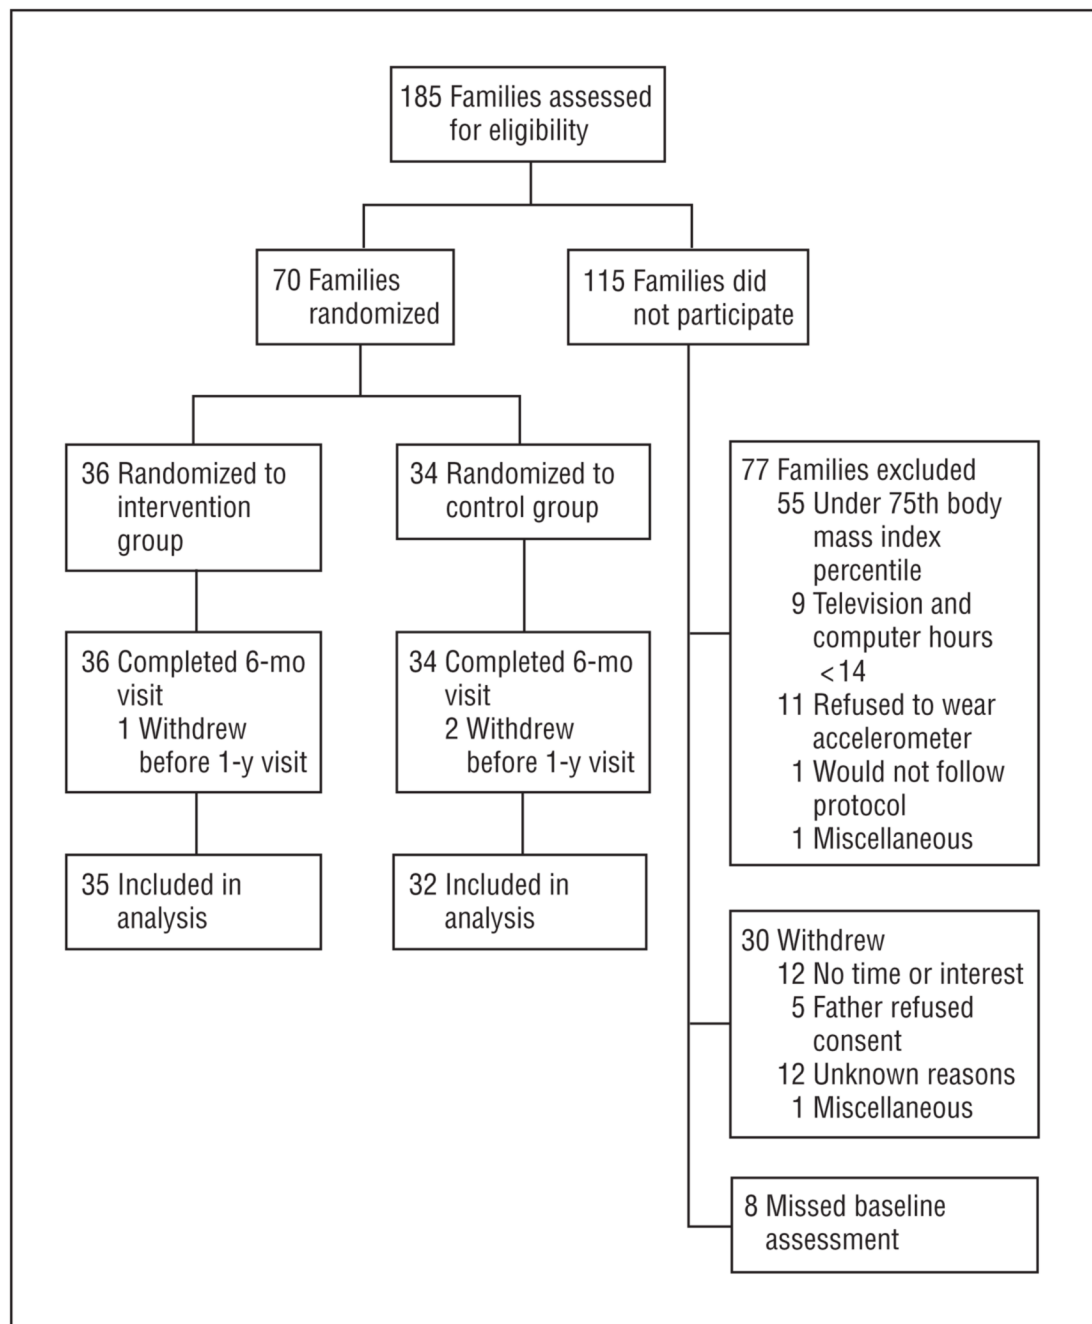 185 Families assessed
for eligibility
70 Families
randomized
115 Families did
not participate
36 Randomized to
intervention
group
34 Randomized to
control group
36 Completed 6-mo
visit
1 Withdrew
before 1-y visit
34 Completed 6-mo
visit
2 Withdrew
before 1-y visit
35 Included in
analysis
32 Included in
analysis
77 Families excluded
55 Under 75th body
mass index
percentile
9 Television and
computer hours
<14
11 Refused to wear
accelerometer
1 Would not follow
protocol
1 Miscellaneous
30 Withdrew
12 No time or interest
5 Father refused
consent
12 Unknown reasons
1 Miscellaneous
8 Missed baseline
assessment